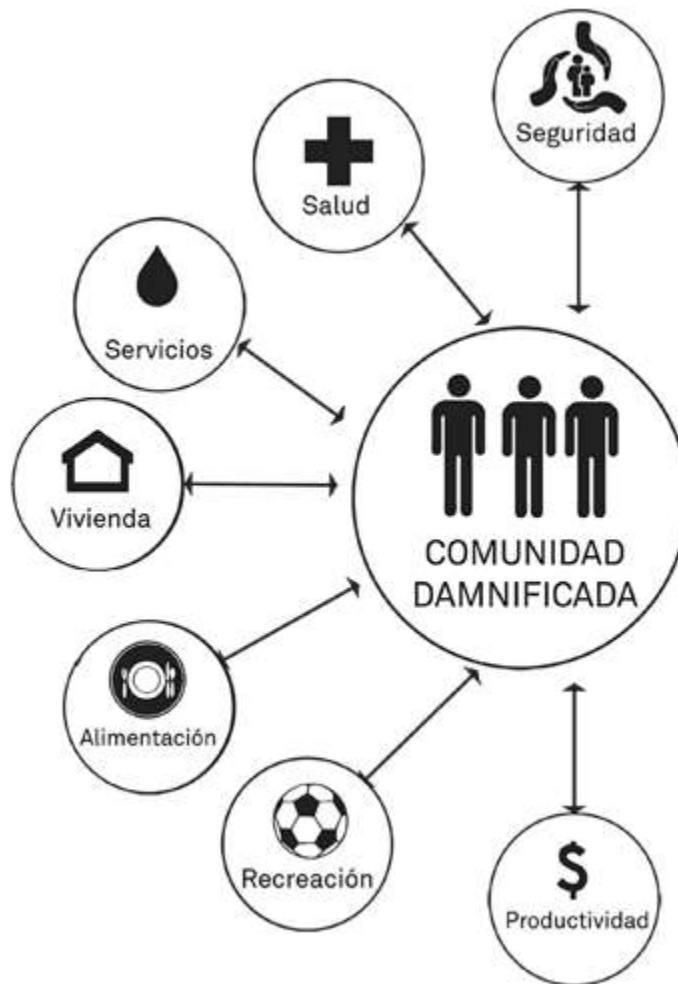 Seguridad
Salud
Servicios
Vivienda
COMUNIDAD
DAMNIFICADA
Alimentación
Recreación
$
Productividad